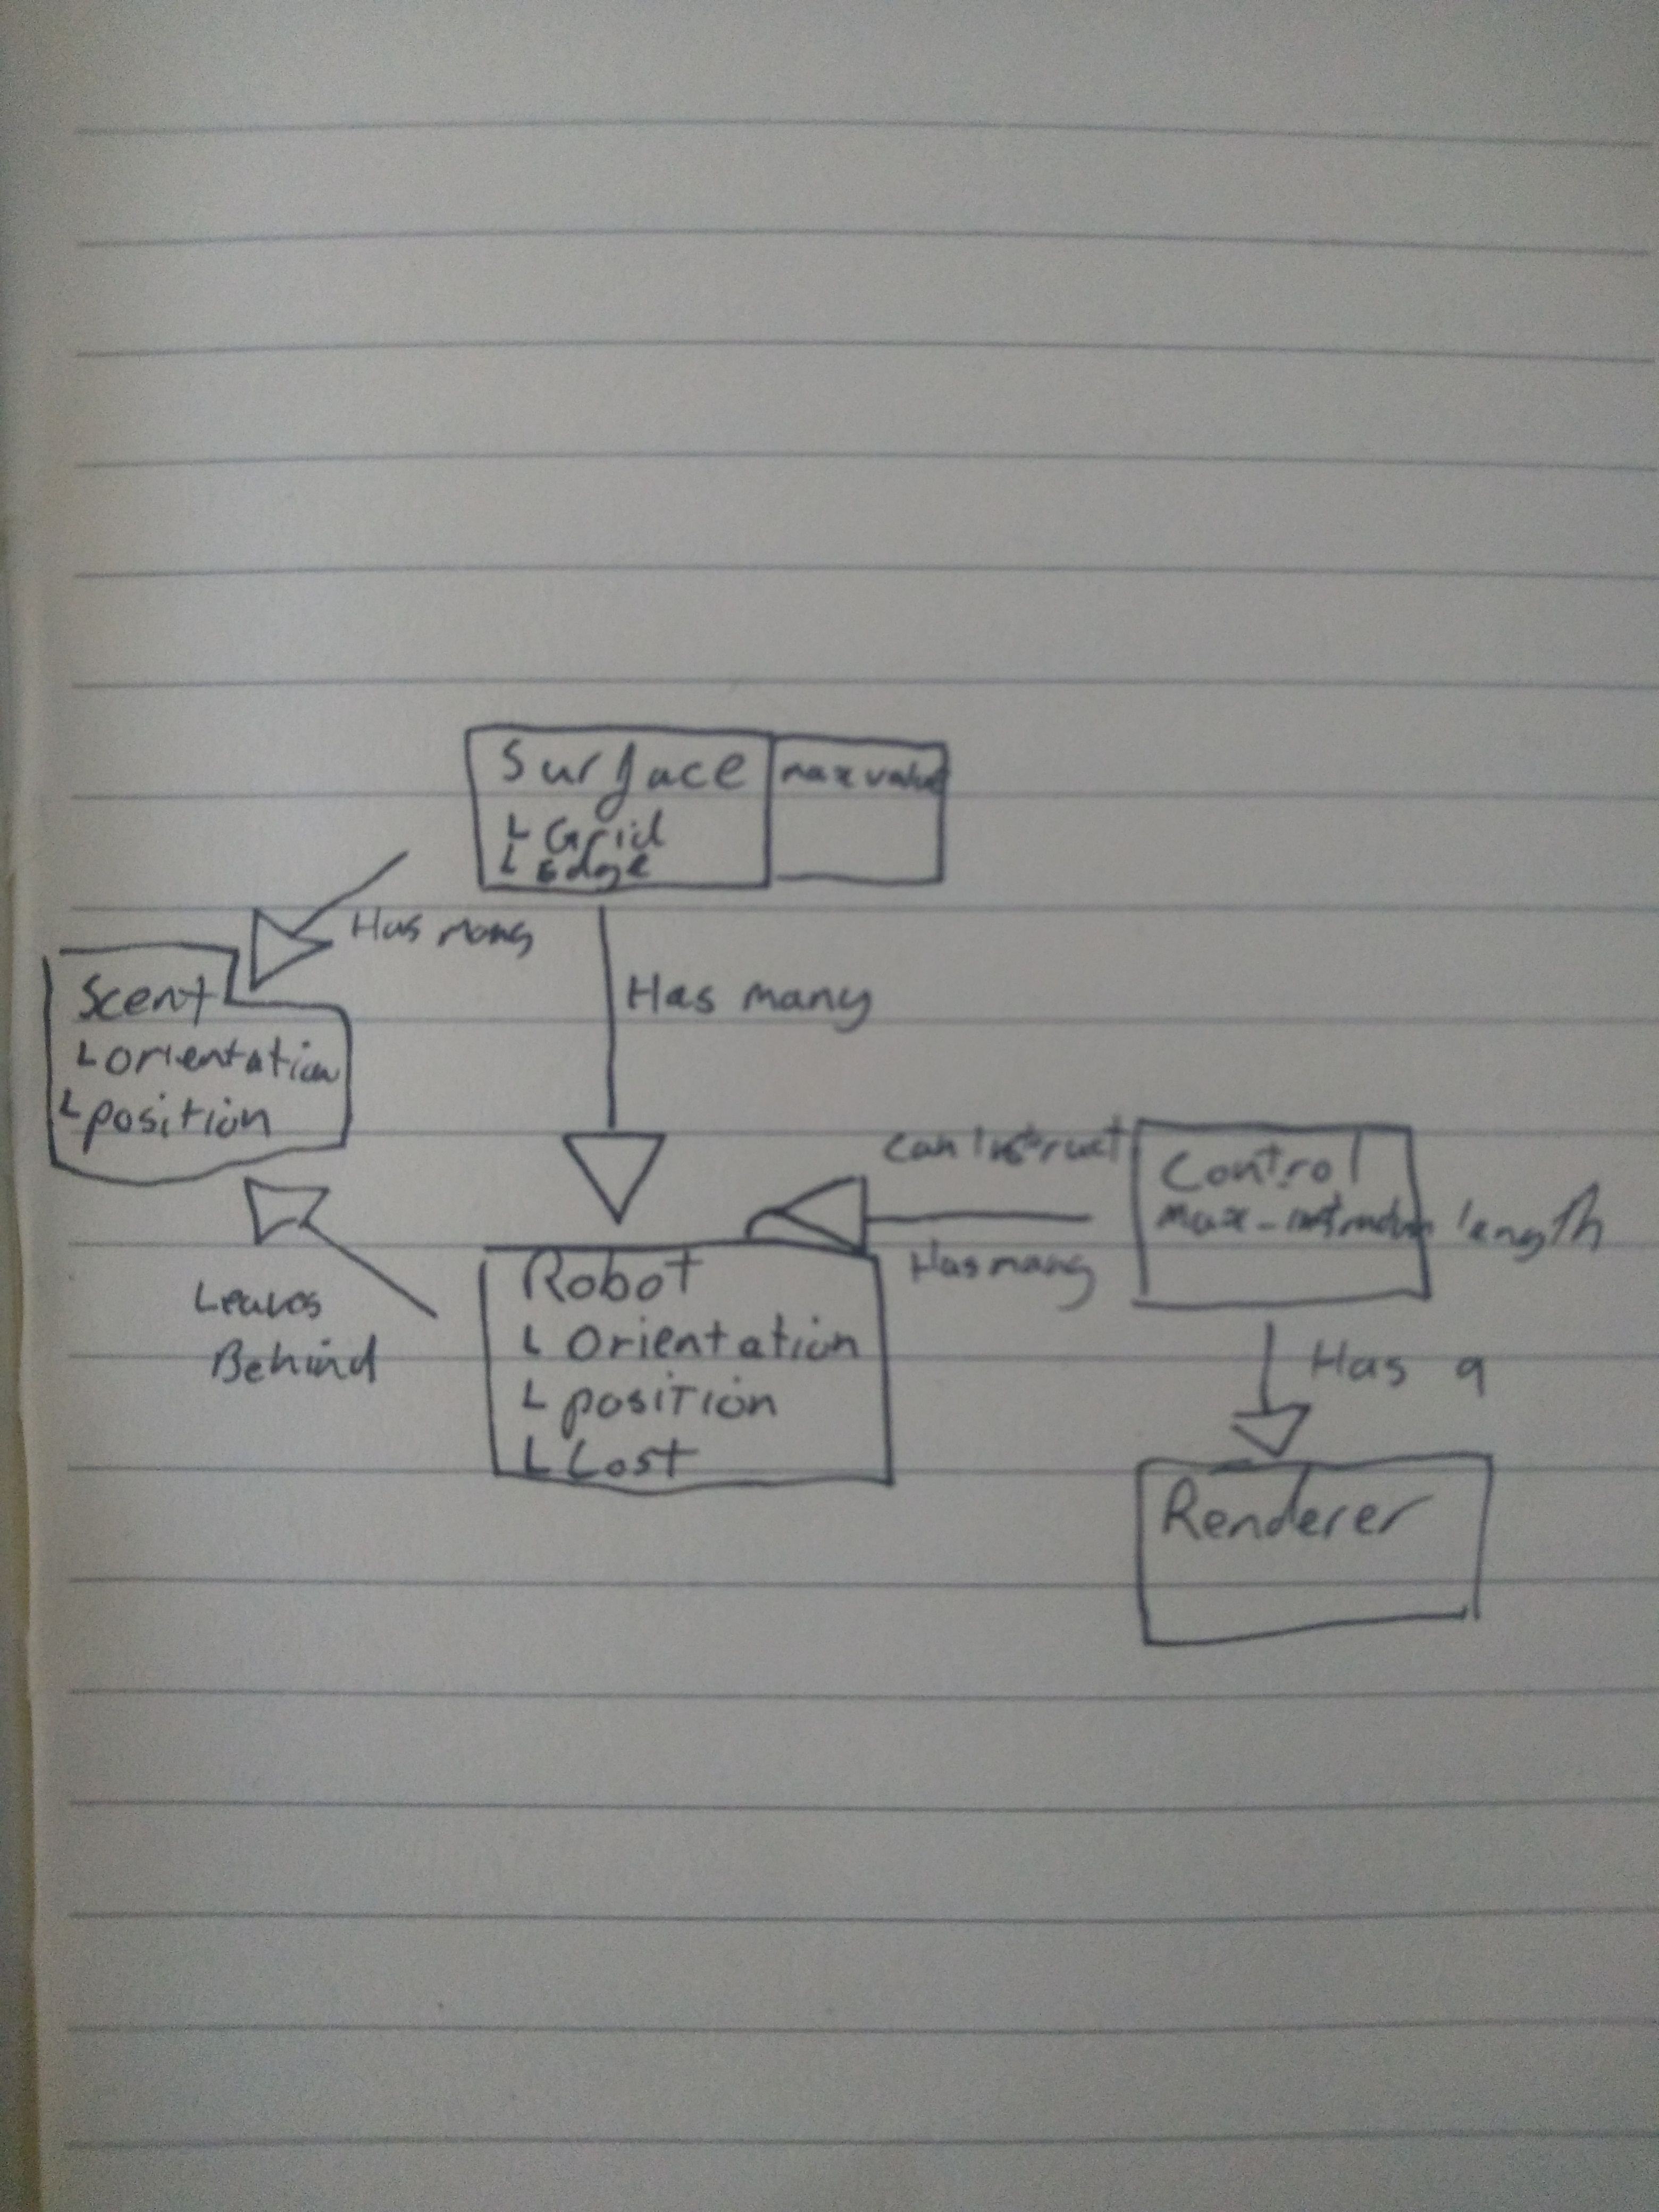 Surface
max value
└ Grid
└ Edge
Has many
Has many
Scent
└ orientation
└ position
can instruct
Control
max-instruction length
Has many
Leaves
Behind
Robot
└ Orientation
└ position
└ Lost
Has a
Renderer